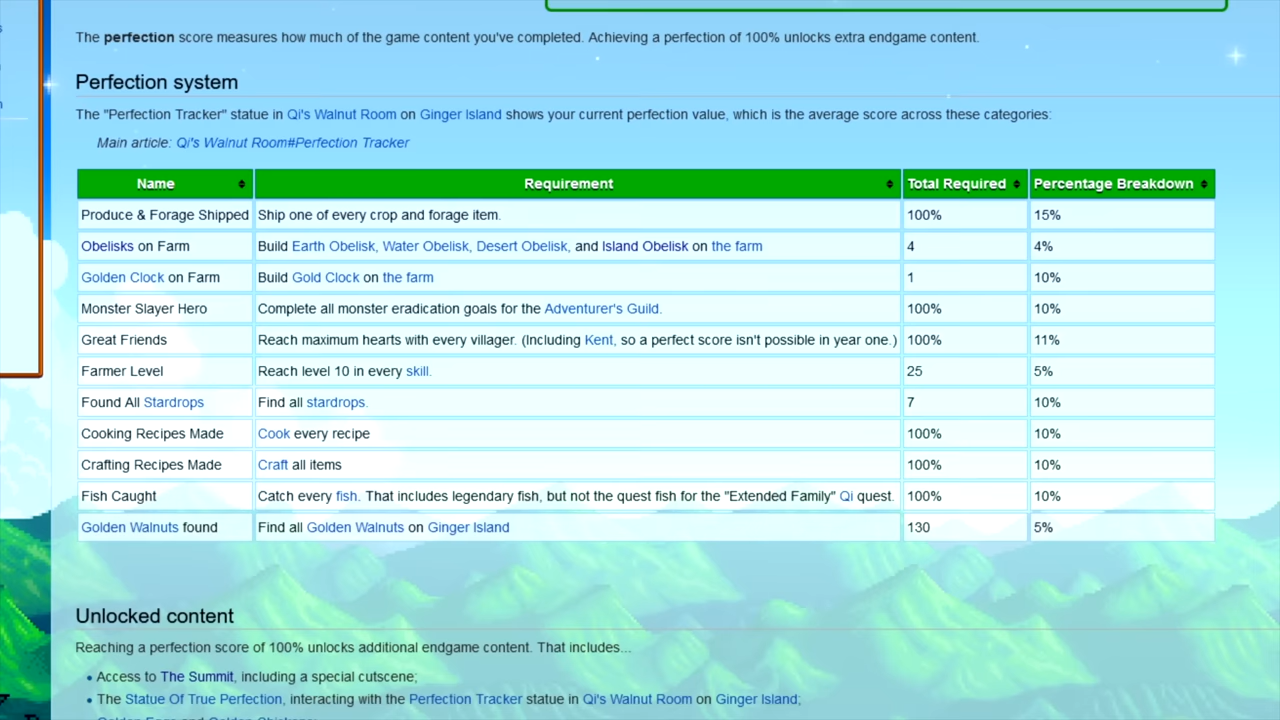 The perfection score measures how much of the game content you've completed. Achieving a perfection of 100% unlocks extra endgame content.
Perfection system
The "Perfection Tracker" statue in Qi's Walnut Room on Ginger Island shows your current perfection value, which is the average score across these categories:
Main article: Qi's Walnut Room#Perfection Tracker
Name Requirement Total Required Percentage Breakdown
Produce & Forage Shipped Ship one of every crop and forage item. 100% 15%
Obelisks on Farm Build Earth Obelisk, Water Obelisk, Desert Obelisk, and Island Obelisk on the farm 4 4%
Golden Clock on Farm Build Gold Clock on the farm 1 10%
Monster Slayer Hero Complete all monster eradication goals for the Adventurer's Guild. 100% 10%
Great Friends Reach maximum hearts with every villager. (Including Kent, so a perfect score isn't possible in year one.) 100% 11%
Farmer Level Reach level 10 in every skill. 25 5%
Found All Stardrops Find all stardrops. 7 10%
Cooking Recipes Made Cook every recipe 100% 10%
Crafting Recipes Made Craft all items 100% 10%
Fish Caught Catch every fish. That includes legendary fish, but not the quest fish for the "Extended Family" Qi quest. 100% 10%
Golden Walnuts found Find all Golden Walnuts on Ginger Island 130 5%
Unlocked content
Reaching a perfection score of 100% unlocks additional endgame content. That includes...
• Access to The Summit, including a special cutscene;
• The Statue Of True Perfection, interacting with the Perfection Tracker statue in Qi's Walnut Room on Ginger Island;